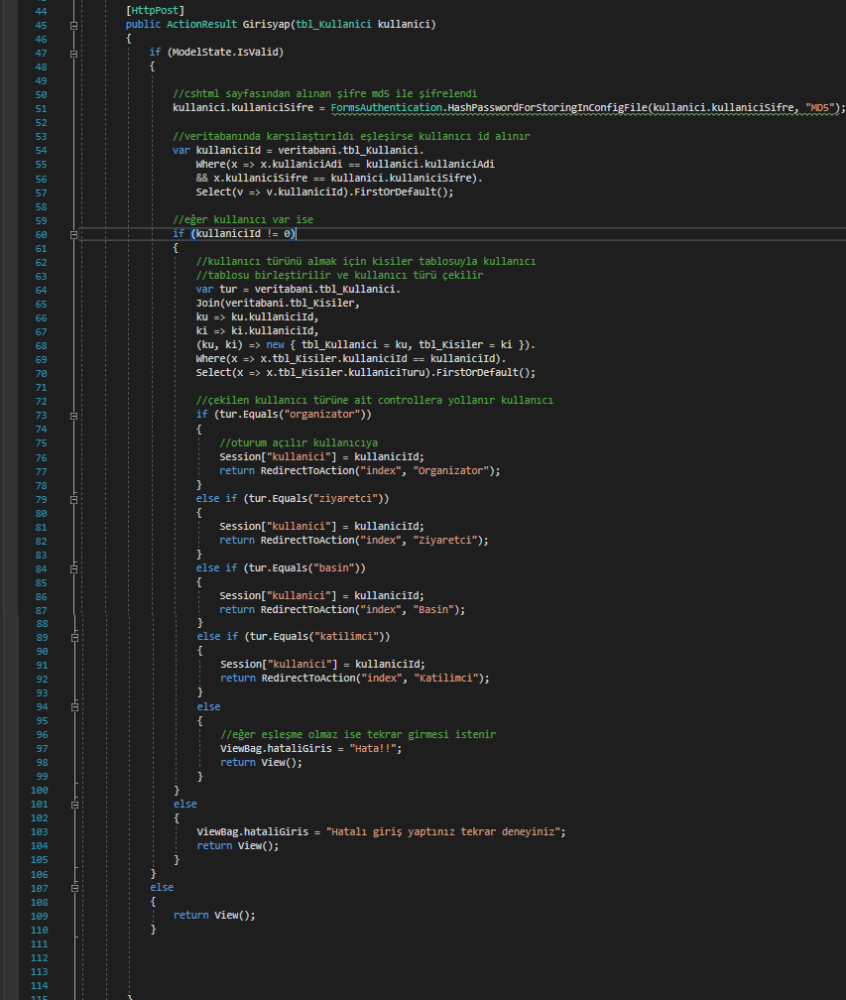 44 [HttpPost]
45 public ActionResult Girisyap(tbl_Kullanici kullanici)
46 {
47 if (ModelState.IsValid)
48 {
49
50 //cshtml sayfasından alınan şifre md5 ile şifrelendi
51 kullanici.kullaniciSifre = FormsAuthentication.HashPasswordForStoringInConfigFile(kullanici.kullaniciSifre, "MD5");
52
53 //veritabanında karşılaştırıldı eşleşirse kullanıcı id alınır
54 var kullaniciId = veritabani.tbl_Kullanici.
55 Where(x => x.kullaniciAdi == kullanici.kullaniciAdi
56 && x.kullaniciSifre == kullanici.kullaniciSifre).
57 Select(v => v.kullaniciId).FirstOrDefault();
58
59 //eğer kullanıcı var ise
60 if (kullaniciId != 0)
61 {
62 //kullanıcı türünü almak için kisiler tablosuyla kullanıcı
63 //tablosu birleştirilir ve kullanıcı türü çekilir
64 var tur = veritabani.tbl_Kullanici.
65 Join(veritabani.tbl_Kisiler,
66 ku => ku.kullaniciId,
67 ki => ki.kullaniciId,
68 (ku, ki) => new { tbl_Kullanici = ku, tbl_Kisiler = ki }).
69 Where(x => x.tbl_Kisiler.kullaniciId == kullaniciId).
70 Select(x => x.tbl_Kisiler.kullaniciTuru).FirstOrDefault();
71
72 //çekilen kullanıcı türüne ait controllera yollanır kullanıcı
73 if (tur.Equals("organizator"))
74 {
75 //oturum açılır kullanıcıya
76 Session["kullanici"] = kullaniciId;
77 return RedirectToAction("index", "Organizator");
78 }
79 else if (tur.Equals("ziyaretci"))
80 {
81 Session["kullanici"] = kullaniciId;
82 return RedirectToAction("index", "Ziyaretci");
83 }
84 else if (tur.Equals("basin"))
85 {
86 Session["kullanici"] = kullaniciId;
87 return RedirectToAction("index", "Basin");
88 }
89 else if (tur.Equals("katilimci"))
90 {
91 Session["kullanici"] = kullaniciId;
92 return RedirectToAction("index", "Katilimci");
93 }
94 else
95 {
96 //eğer eşleşme olmaz ise tekrar girmesi istenir
97 ViewBag.hataliGiris = "Hata!!";
98 return View();
99 }
100 }
101 else
102 {
103 ViewBag.hataliGiris = "Hatalı giriş yaptınız tekrar deneyiniz";
104 return View();
105 }
106 }
107 else
108 {
109 return View();
110 }
111
112
113
114
115 }